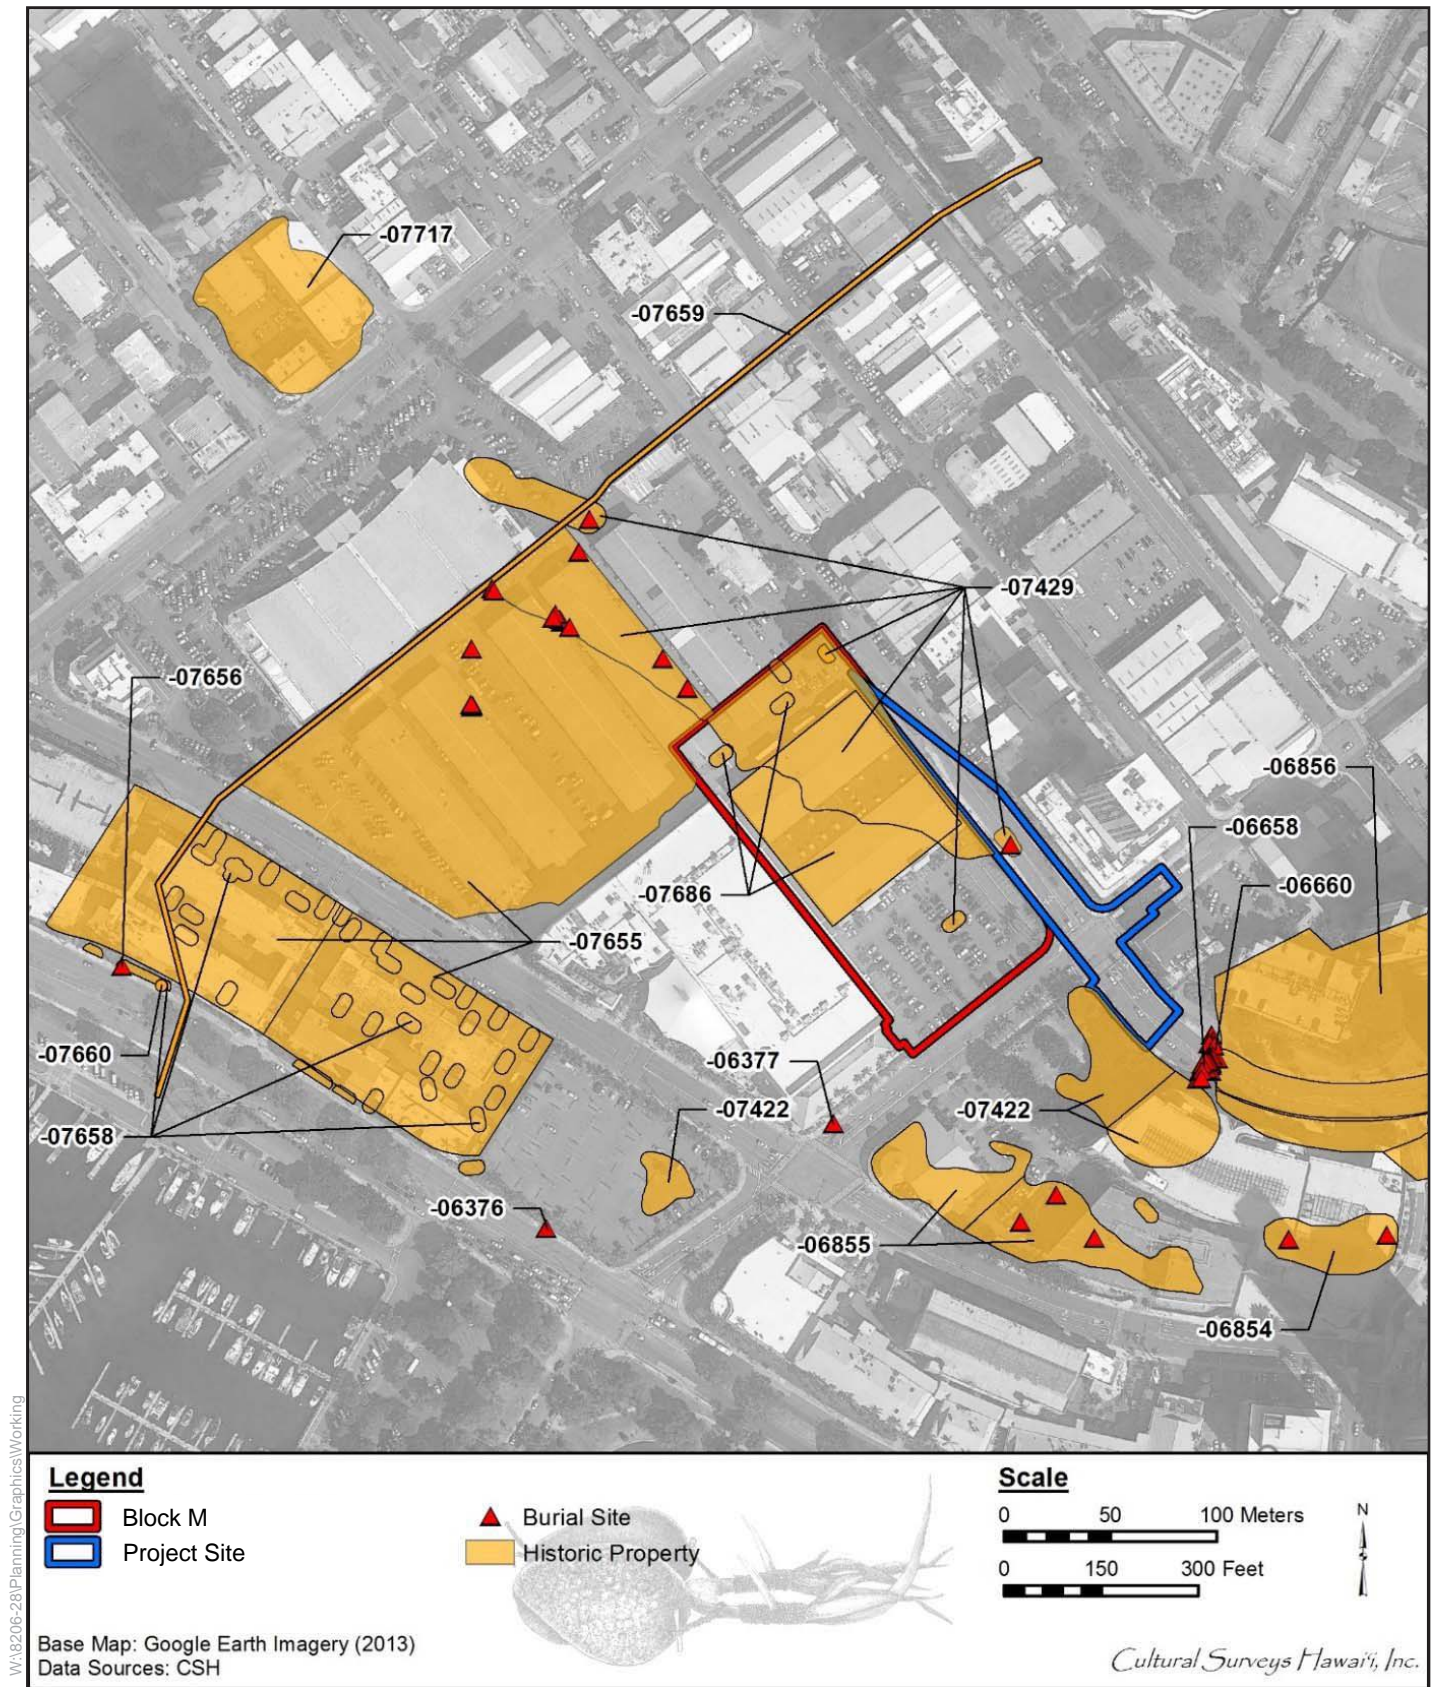 -07717
-07659
-07429
-07656
-06856
-06658
-06660
-07686
-07655
-07660
-06377
-07422
-07422
-07658
-06376
-06855
-06854
W:\8206-28\Planning\Graphics\Working
Legend
Block M
Project Site
Burial Site
Historic Property
Scale
0 50 100 Meters
0 150 300 Feet
N
Base Map: Google Earth Imagery (2013)
Data Sources: CSH
Cultural Surveys Hawai‘i, Inc.